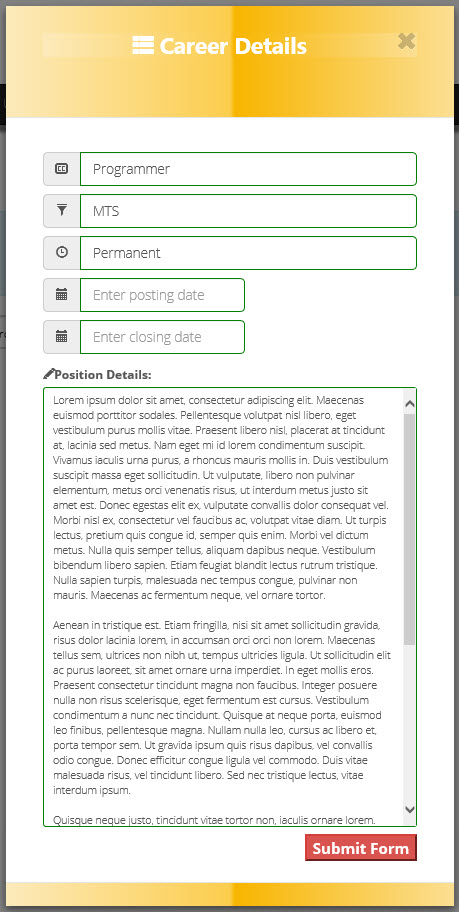 Career Details
Programmer
MTS
Permanent
Enter posting date
Enter closing date
Position Details:
Lorem ipsum dolor sit amet, consectetur adipiscing elit. Maecenas
euismod porttitor sodales. Pellentesque volutpat nisl libero, eget
vestibulum purus mollis vitae. Praesent libero nisl, placerat at tincidunt
at, lacinia sed metus. Nam eget mi id lorem condimentum suscipit.
Vivamus iaculis urna purus, a rhoncus mauris mollis in. Duis vestibulum
suscipit massa eget sollicitudin. Ut vulputate, libero non pulvinar
elementum, metus orci venenatis risus, ut interdum metus justo sit
amet est. Donec egestas elit ex, vulputate convallis dolor consequat vel.
Morbi nisl ex, consectetur vel faucibus ac, volutpat vitae diam. Ut turpis
lectus, pretium quis congue id, semper quis enim. Morbi vel dictum
metus. Nulla quis semper tellus, aliquam dapibus neque. Vestibulum
bibendum libero sapien. Etiam feugiat blandit lectus rutrum tristique.
Nulla sapien turpis, malesuada nec tempus congue, pulvinar non
mauris. Maecenas ac fermentum neque, vel ornare tortor.
Aenean in tristique est. Etiam fringilla, nisi sit amet sollicitudin gravida,
risus dolor lacinia lorem, in accumsan orci orci non lorem. Maecenas
tellus sem, ultrices non nibh ut, tempus ultricies ligula. Ut sollicitudin elit
ac purus laoreet, sit amet ornare urna imperdiet. In eget mollis eros.
Praesent consectetur tincidunt magna non faucibus. Integer posuere
nulla non risus scelerisque, eget fermentum est cursus. Vestibulum
condimentum a nunc nec tincidunt. Quisque at neque porta, euismod
leo finibus, pellentesque magna. Nullam nulla leo, cursus ac libero et,
porta tempor sem. Ut gravida ipsum quis risus dapibus, vel convallis
odio congue. Donec efficitur congue ligula vel commodo. Duis vitae
malesuada risus, vel tincidunt libero. Sed nec tristique lectus, vitae
interdum ipsum.
Quisque neque justo, tincidunt vitae tortor non, iaculis ornare lorem.
Submit Form